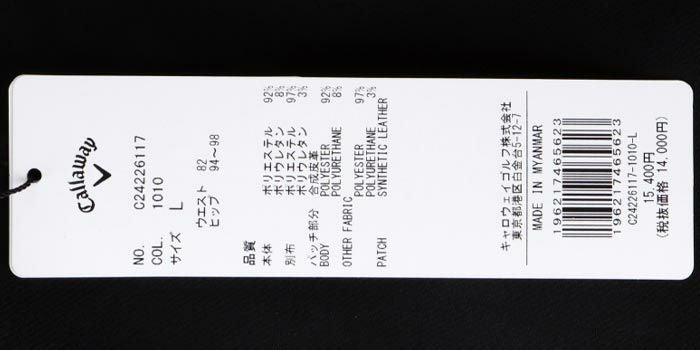 Callaway
NO. C24226117
COL. 1010
サイズ L
ウエスト 82
ヒップ 94～98
品質
本体 ポリエステル 92%
ポリウレタン 8%
別布 ポリエステル 97%
ポリウレタン 3%
パッチ部分 合成皮革
BODY POLYESTER 92%
POLYURETHANE 8%
OTHER FABRIC
POLYESTER 97%
POLYURETHANE 3%
PATCH SYNTHETIC LEATHER
キャロウェイゴルフ株式会社
東京都港区白金台5-12-7
MADE IN MYANMAR
196217465623
196217465623
C24226117-1010-L
15,400円
(税抜価格 14,000円)